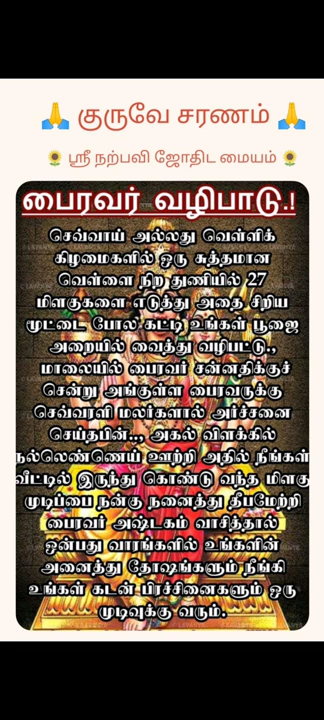 🙏 குருவே சரணம் 🙏
🌻 ஸ்ரீ நற்பவி ஜோதிட மையம் 🌻
பைரவர் வழிபாடு.!
செவ்வாய் அல்லது வெள்ளிக்
கிழமைகளில் ஒரு சுத்தமான
வெள்ளை நிற துணியில் 27
மிளகுகளை எடுத்து அதை சிறிய
மூட்டை போல கட்டி உங்கள் பூஜை
அறையில் வைத்து வழிபட்டு.,
மாலையில் பைரவர் சன்னதிக்குச்
சென்று அங்குள்ள பைரவருக்கு
செவ்வரளி மலர்களால் அர்ச்சனை
செய்தபின்.., அகல் விளக்கில்
நல்லெண்ணெய் ஊற்றி அதில் நீங்கள்
வீட்டில் இருந்து கொண்டு வந்த மிளகு
முடிப்பை நன்கு நனைத்து தீபமேற்றி
பைரவர் அஷ்டகம் வாசித்தால்
ஒன்பது வாரங்களில் உங்களின்
அனைத்து தோஷங்களும் நீங்கி
உங்கள் கடன் பிரச்சினைகளும் ஒரு
முடிவுக்கு வரும்.